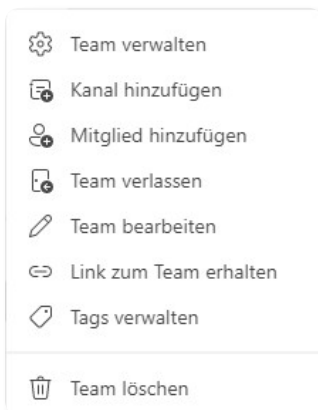 Team verwalten
Kanal hinzufügen
Mitglied hinzufügen
Team verlassen
Team bearbeiten
Link zum Team erhalten
Tags verwalten
Team löschen